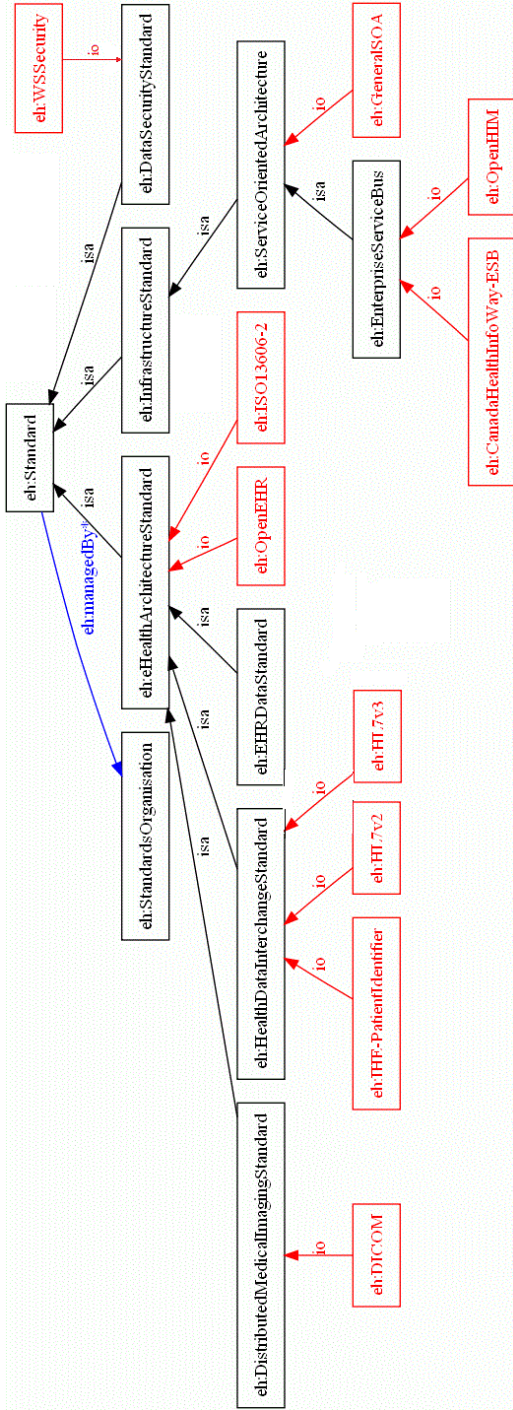 eh:Standard
eh:managedBy*
isa
isa
isa
eh:WSSecurity
io
eh:StandardsOrganisation
eh:eHealthArchitectureStandard
eh:InfrastructureStandard
eh:DataSecurityStandard
isa
isa
isa
io
io
isa
eh:DistributedMedicalImagingStandard
eh:HealthDataInterchangeStandard
eh:EHRDataStandard
eh:OpenEHR
eh:ISO13606-2
eh:ServiceOrientedArchitecture
io
io
io
io
isa
io
eh:DICOM
eh:IHE-PatientIdentifier
eh:HL7v2
eh:HL7v3
eh:EnterpriseServiceBus
eh:GeneralSOA
io
io
eh:CanadaHealthInfoWay-ESB
eh:OpenHIM